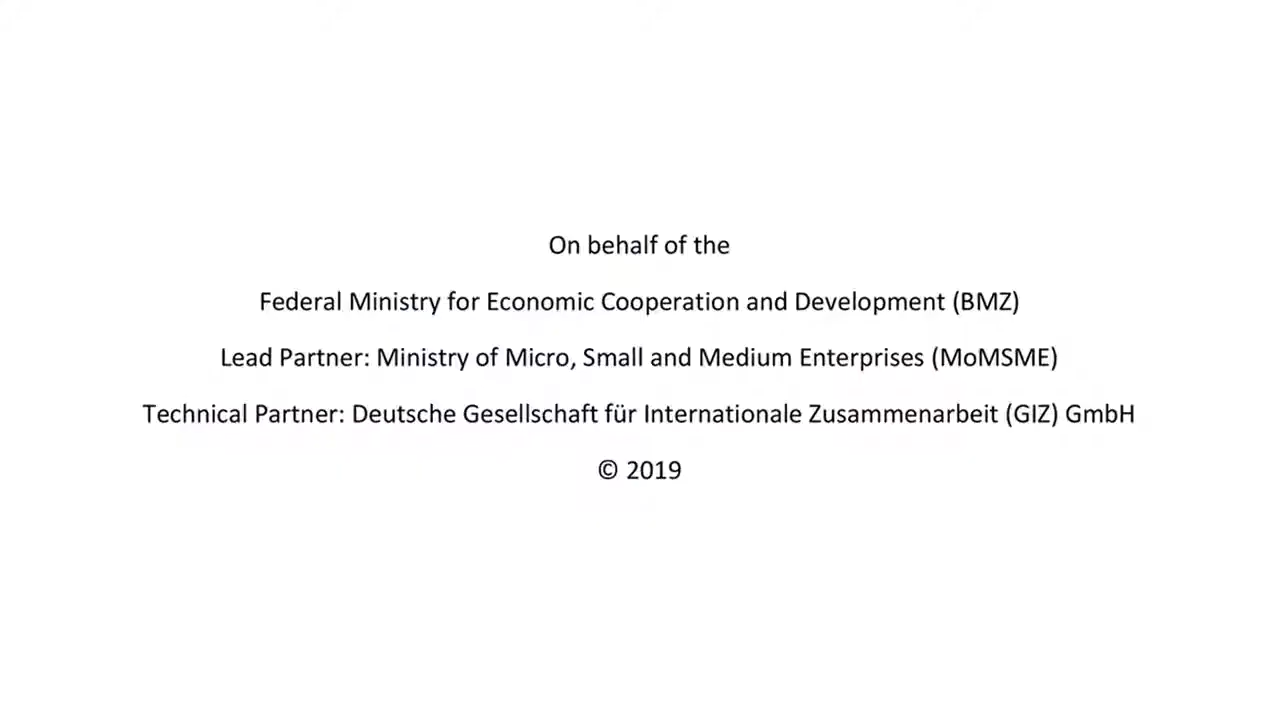 On behalf of the
Federal Ministry for Economic Cooperation and Development (BMZ)
Lead Partner: Ministry of Micro, Small and Medium Enterprises (MoMSME)
Technical Partner: Deutsche Gesellschaft für Internationale Zusammenarbeit (GIZ) GmbH
© 2019